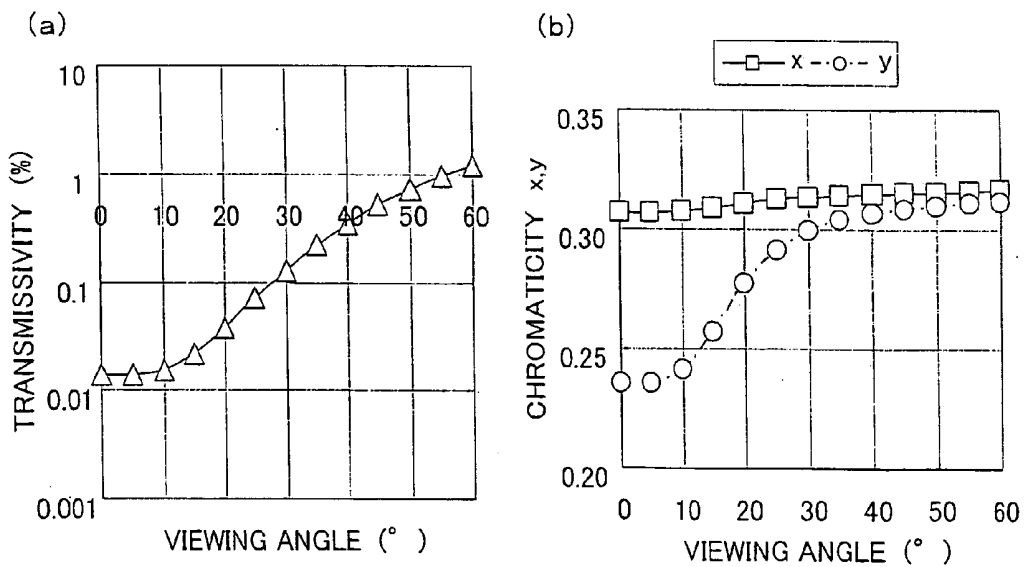 (a)
TRANSMISSIVITY (%)
10
1
0.1
0.01
0.001
0 10 20 30 40 50 60
VIEWING ANGLE (°)
(b)
x y
CHROMATICITY x,y
0.35
0.30
0.25
0.20
0 10 20 30 40 50 60
VIEWING ANGLE (°)